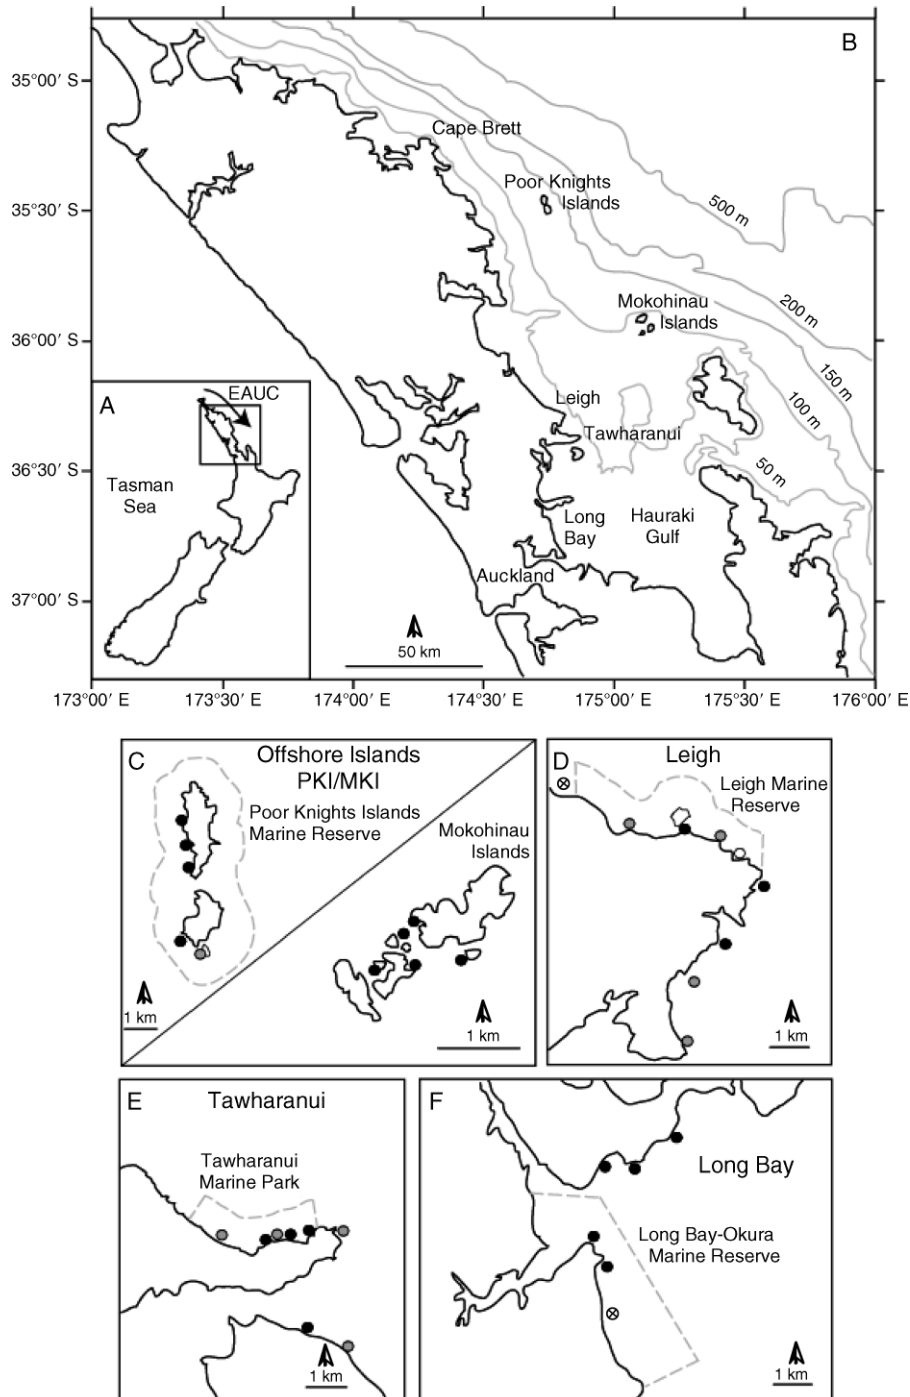 B
35°00′ S
Cape Brett
Poor Knights
Islands
35°30′ S
500 m
Mokohinau
Islands
200 m
36°00′ S
150 m
100 m
A
EAUC
Leigh
Tawharanui
36°30′ S
50 m
Tasman
Sea
Long
Bay
Hauraki
Gulf
Auckland
37°00′ S
50 km
173°00′ E
173°30′ E
174°00′ E
174°30′ E
175°00′ E
175°30′ E
176°00′ E
C
Offshore Islands
PKI/MKI
Poor Knights Islands
Marine Reserve
Mokohinau
Islands
1 km
1 km
D
Leigh
Leigh Marine
Reserve
1 km
E
Tawharanui
Tawharanui
Marine Park
1 km
F
Long Bay
Long Bay-Okura
Marine Reserve
1 km